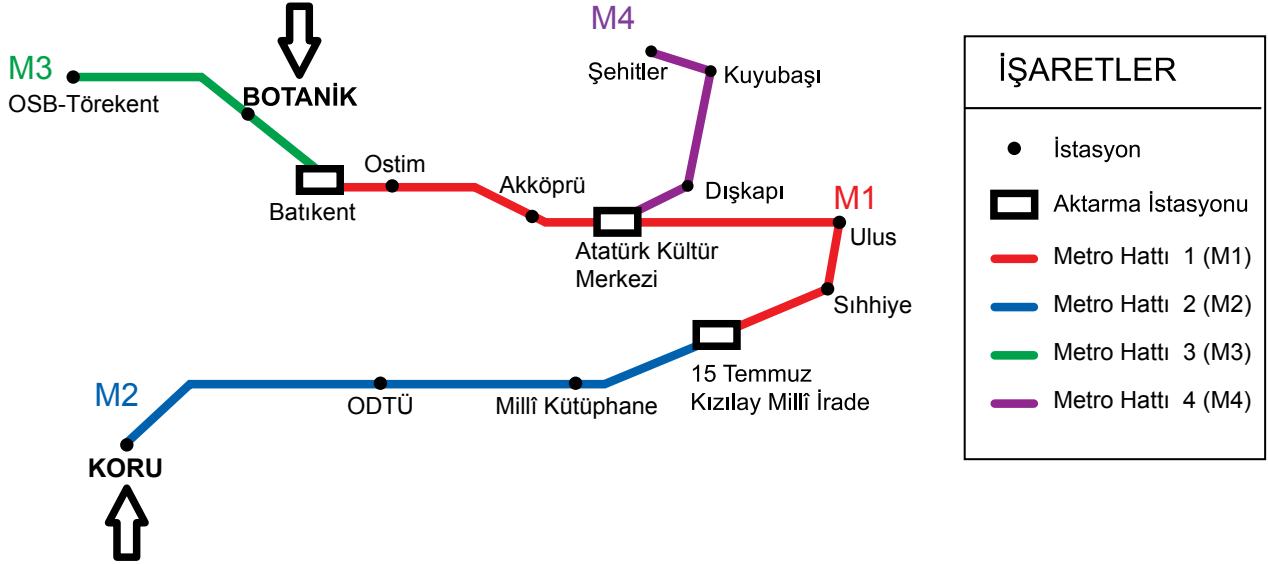 M4
M3
Şehitler
Kuyubaşı
OSB-Törekent
BOTANİK
Ostim
Akköprü
Dışkapı
M1
Batıkent
Atatürk Kültür
Merkezi
Ulus
Sıhhiye
15 Temmuz
Kızılay Millî İrade
M2
ODTÜ
Millî Kütüphane
KORU
İŞARETLER
İstasyon
Aktarma İstasyonu
Metro Hattı 1 (M1)
Metro Hattı 2 (M2)
Metro Hattı 3 (M3)
Metro Hattı 4 (M4)